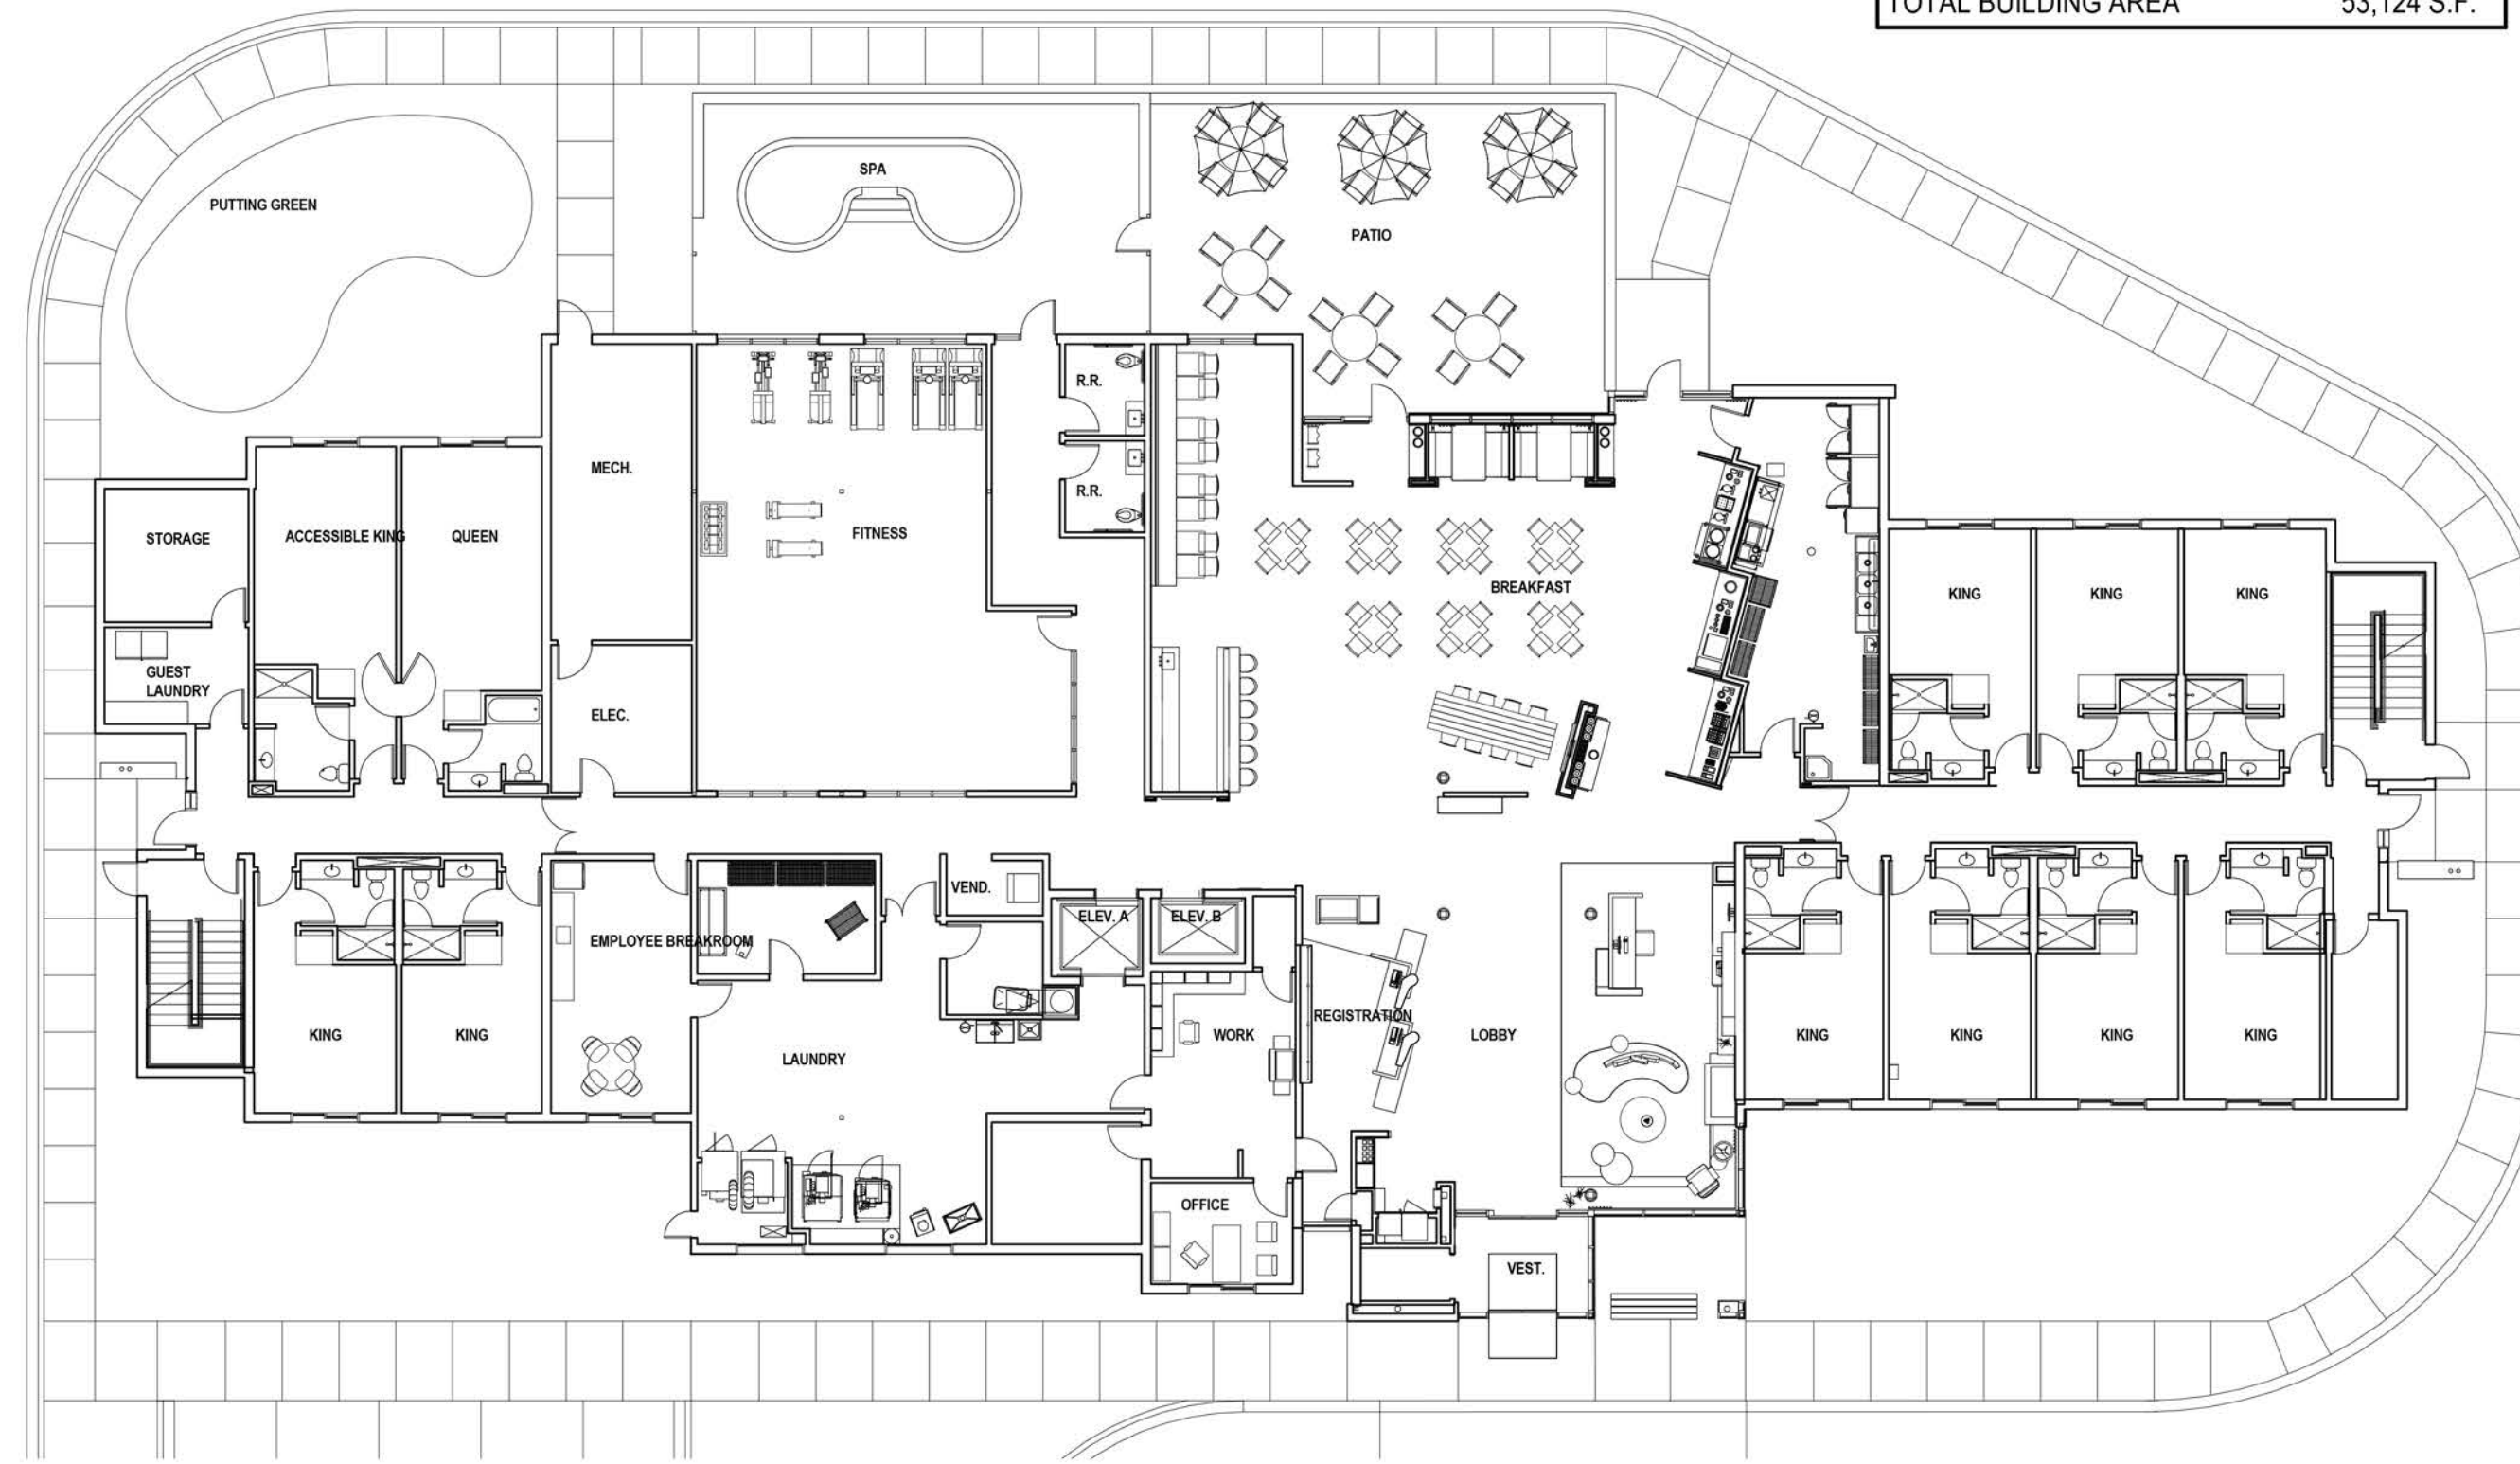 TOTAL BUILDING AREA 53,124 S.F.
SPA
PUTTING GREEN
PATIO
R.R.
MECH.
R.R.
STORAGE
ACCESSIBLE KING
QUEEN
FITNESS
BREAKFAST
KING
KING
KING
GUEST
LAUNDRY
ELEC.
VEND.
ELEV. A
ELEV. B
EMPLOYEE BREAKROOM
REGISTRATION
KING
KING
WORK
LOBBY
KING
KING
KING
KING
LAUNDRY
OFFICE
VEST.